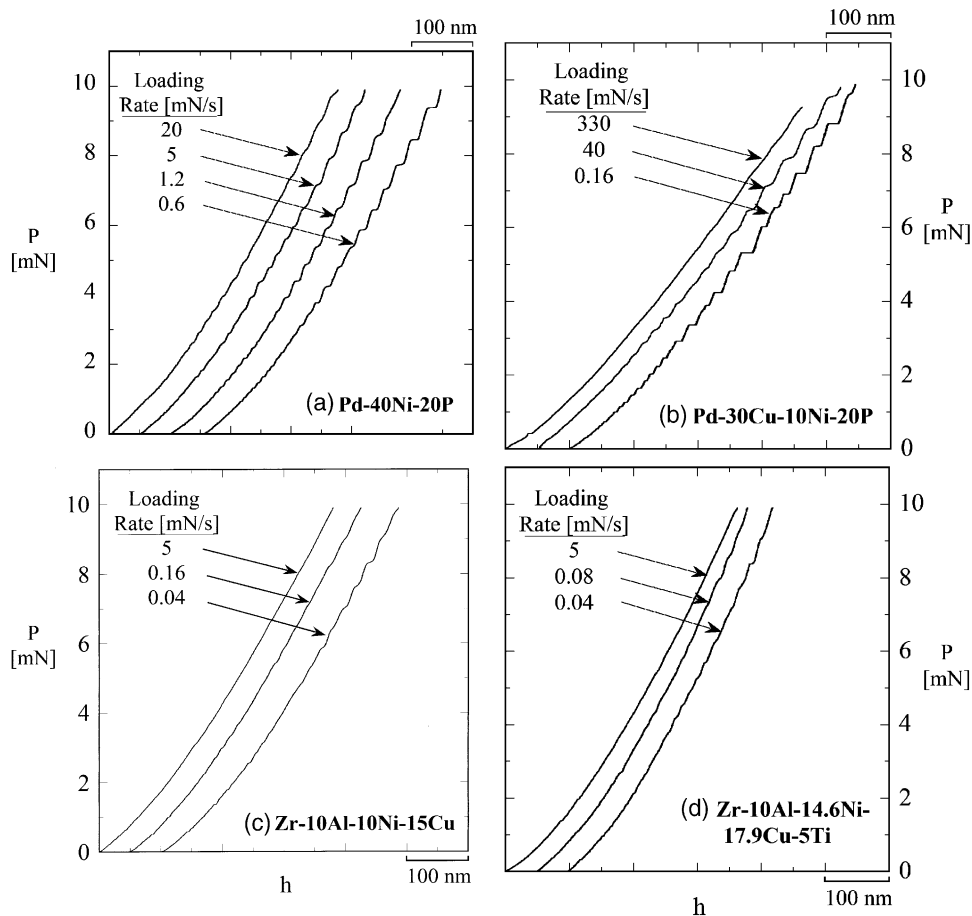 100 nm
Loading
Rate [mN/s]
20
5
1.2
0.6
10
8
6
4
2
0
P
[mN]
(a) Pd-40Ni-20P
100 nm
Loading
Rate [mN/s]
330
40
0.16
10
8
6
4
2
0
P
[mN]
(b) Pd-30Cu-10Ni-20P
Loading
Rate [mN/s]
5
0.16
0.04
10
8
6
4
2
0
P
[mN]
(c) Zr-10Al-10Ni-15Cu
100 nm
h
Loading
Rate [mN/s]
5
0.08
0.04
10
8
6
4
2
0
P
[mN]
(d) Zr-10Al-14.6Ni-
17.9Cu-5Ti
100 nm
h